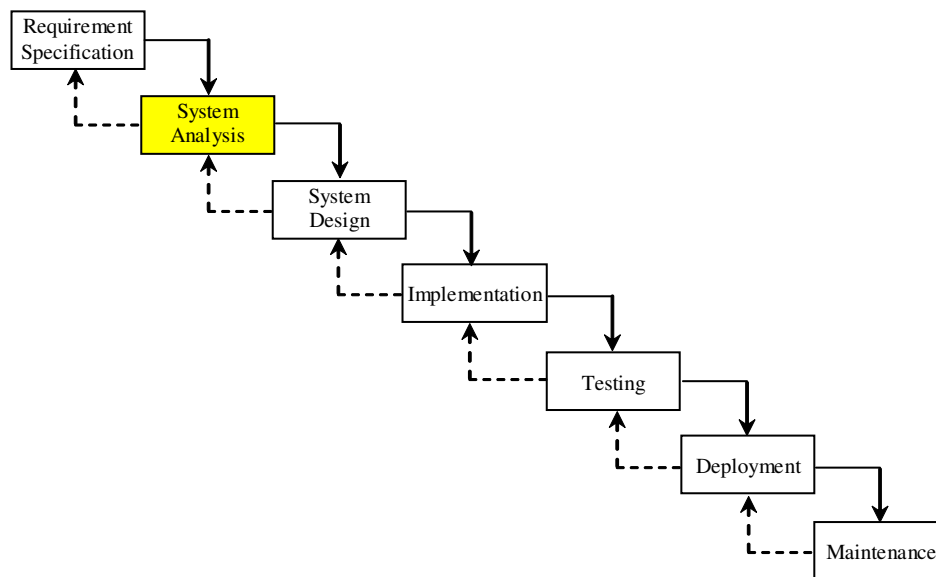 Requirement
Specification
System
Analysis
System
Design
Implementation
Testing
Deployment
Maintenance